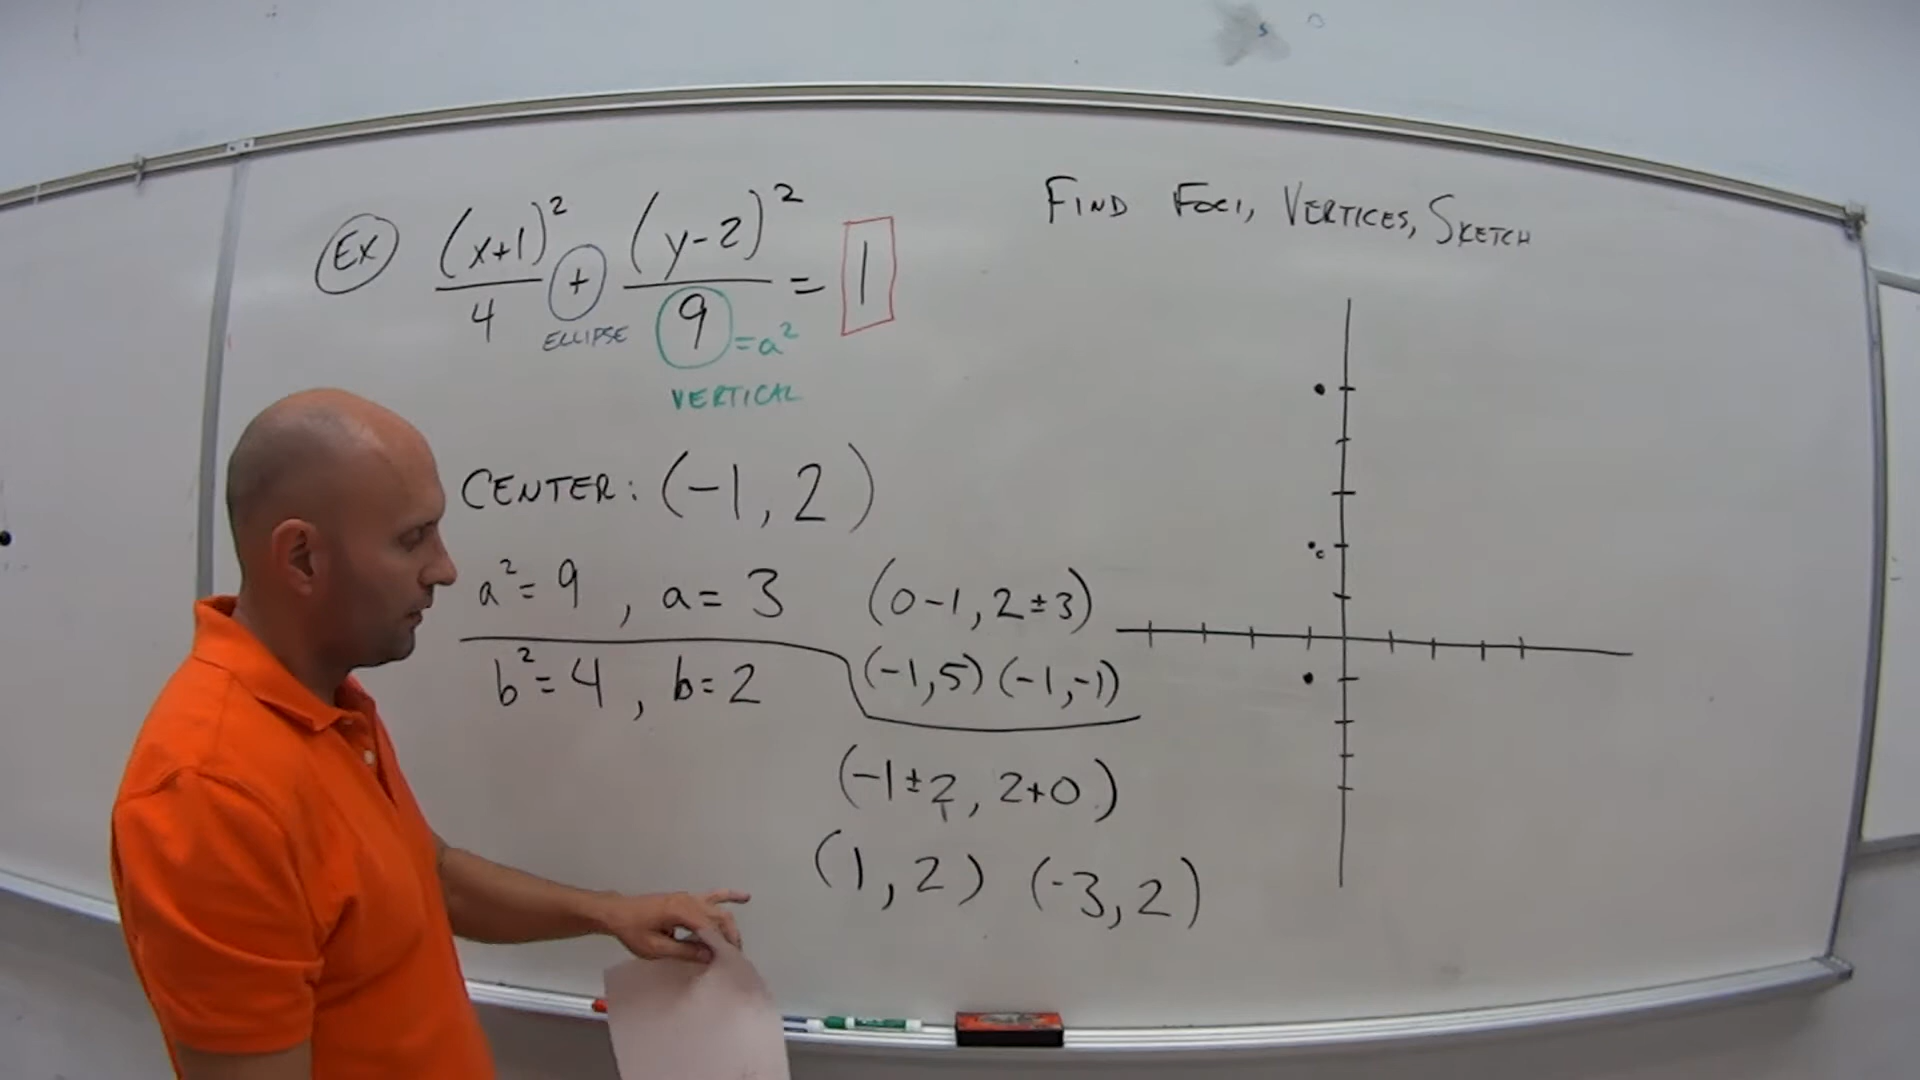 FIND FOCI, VERTICES, SKETCH
EX (x+1)²/4 + (y-2)²/9 = 1
ELLIPSE
= a²
VERTICAL
CENTER: (-1, 2)
a² = 9, a = 3 (0-1, 2±3)
b² = 4, b = 2 (-1, 5) (-1, -1)
(-1±2, 2+0)
(1, 2) (-3, 2)
c